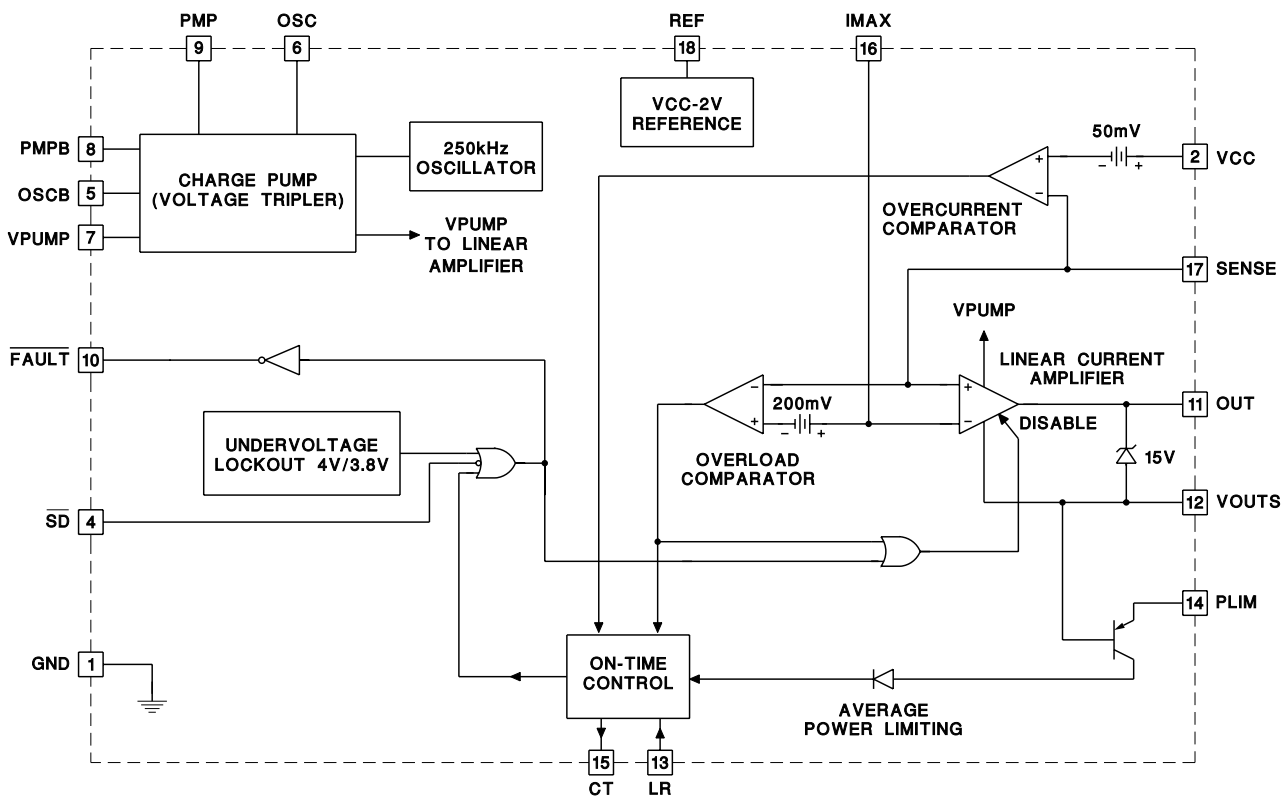 PMP
OSC
REF
IMAX
9
6
18
16
VCC-2V
REFERENCE
50mV
+
-
+
-
PMPB
8
250kHz
OSCILLATOR
2
VCC
CHARGE PUMP
(VOLTAGE TRIPLER)
OSCB
5
OVERCURRENT
COMPARATOR
VPUMP
7
VPUMP
TO LINEAR
AMPLIFIER
17
SENSE
VPUMP
FAULT
10
LINEAR CURRENT
AMPLIFIER
-
+
200mV
11
OUT
+
-
+
-
DISABLE
UNDERVOLTAGE
LOCKOUT 4V/3.8V
OVERLOAD
COMPARATOR
15V
12
VOUTS
SD
4
14
PLIM
GND
1
ON-TIME
CONTROL
AVERAGE
POWER LIMITING
15
13
CT
LR